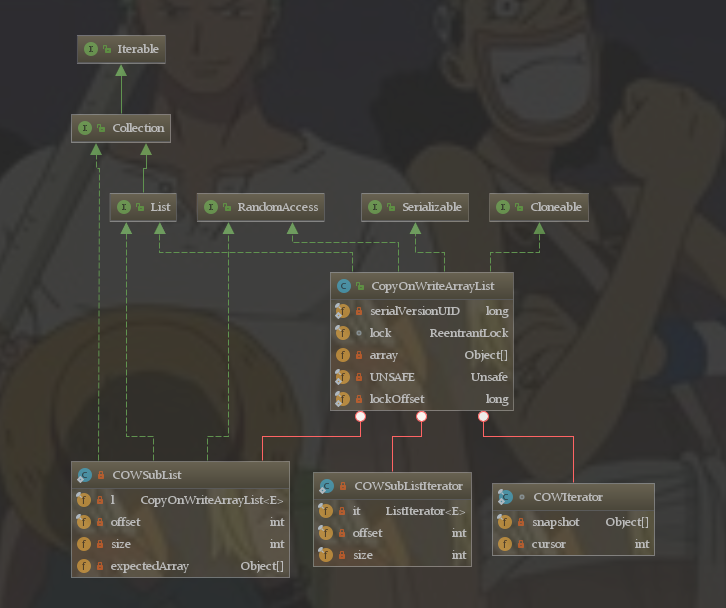 Iterable
Collection
List
RandomAccess
Serializable
Cloneable
CopyOnWriteArrayList
serialVersionUID long
lock ReentrantLock
array Object[]
UNSAFE Unsafe
lockOffset long
COWSubList
l CopyOnWriteArrayList<E>
offset int
size int
expectedArray Object[]
COWSubListIterator
it ListIterator<E>
offset int
size int
COWIterator
snapshot Object[]
cursor int